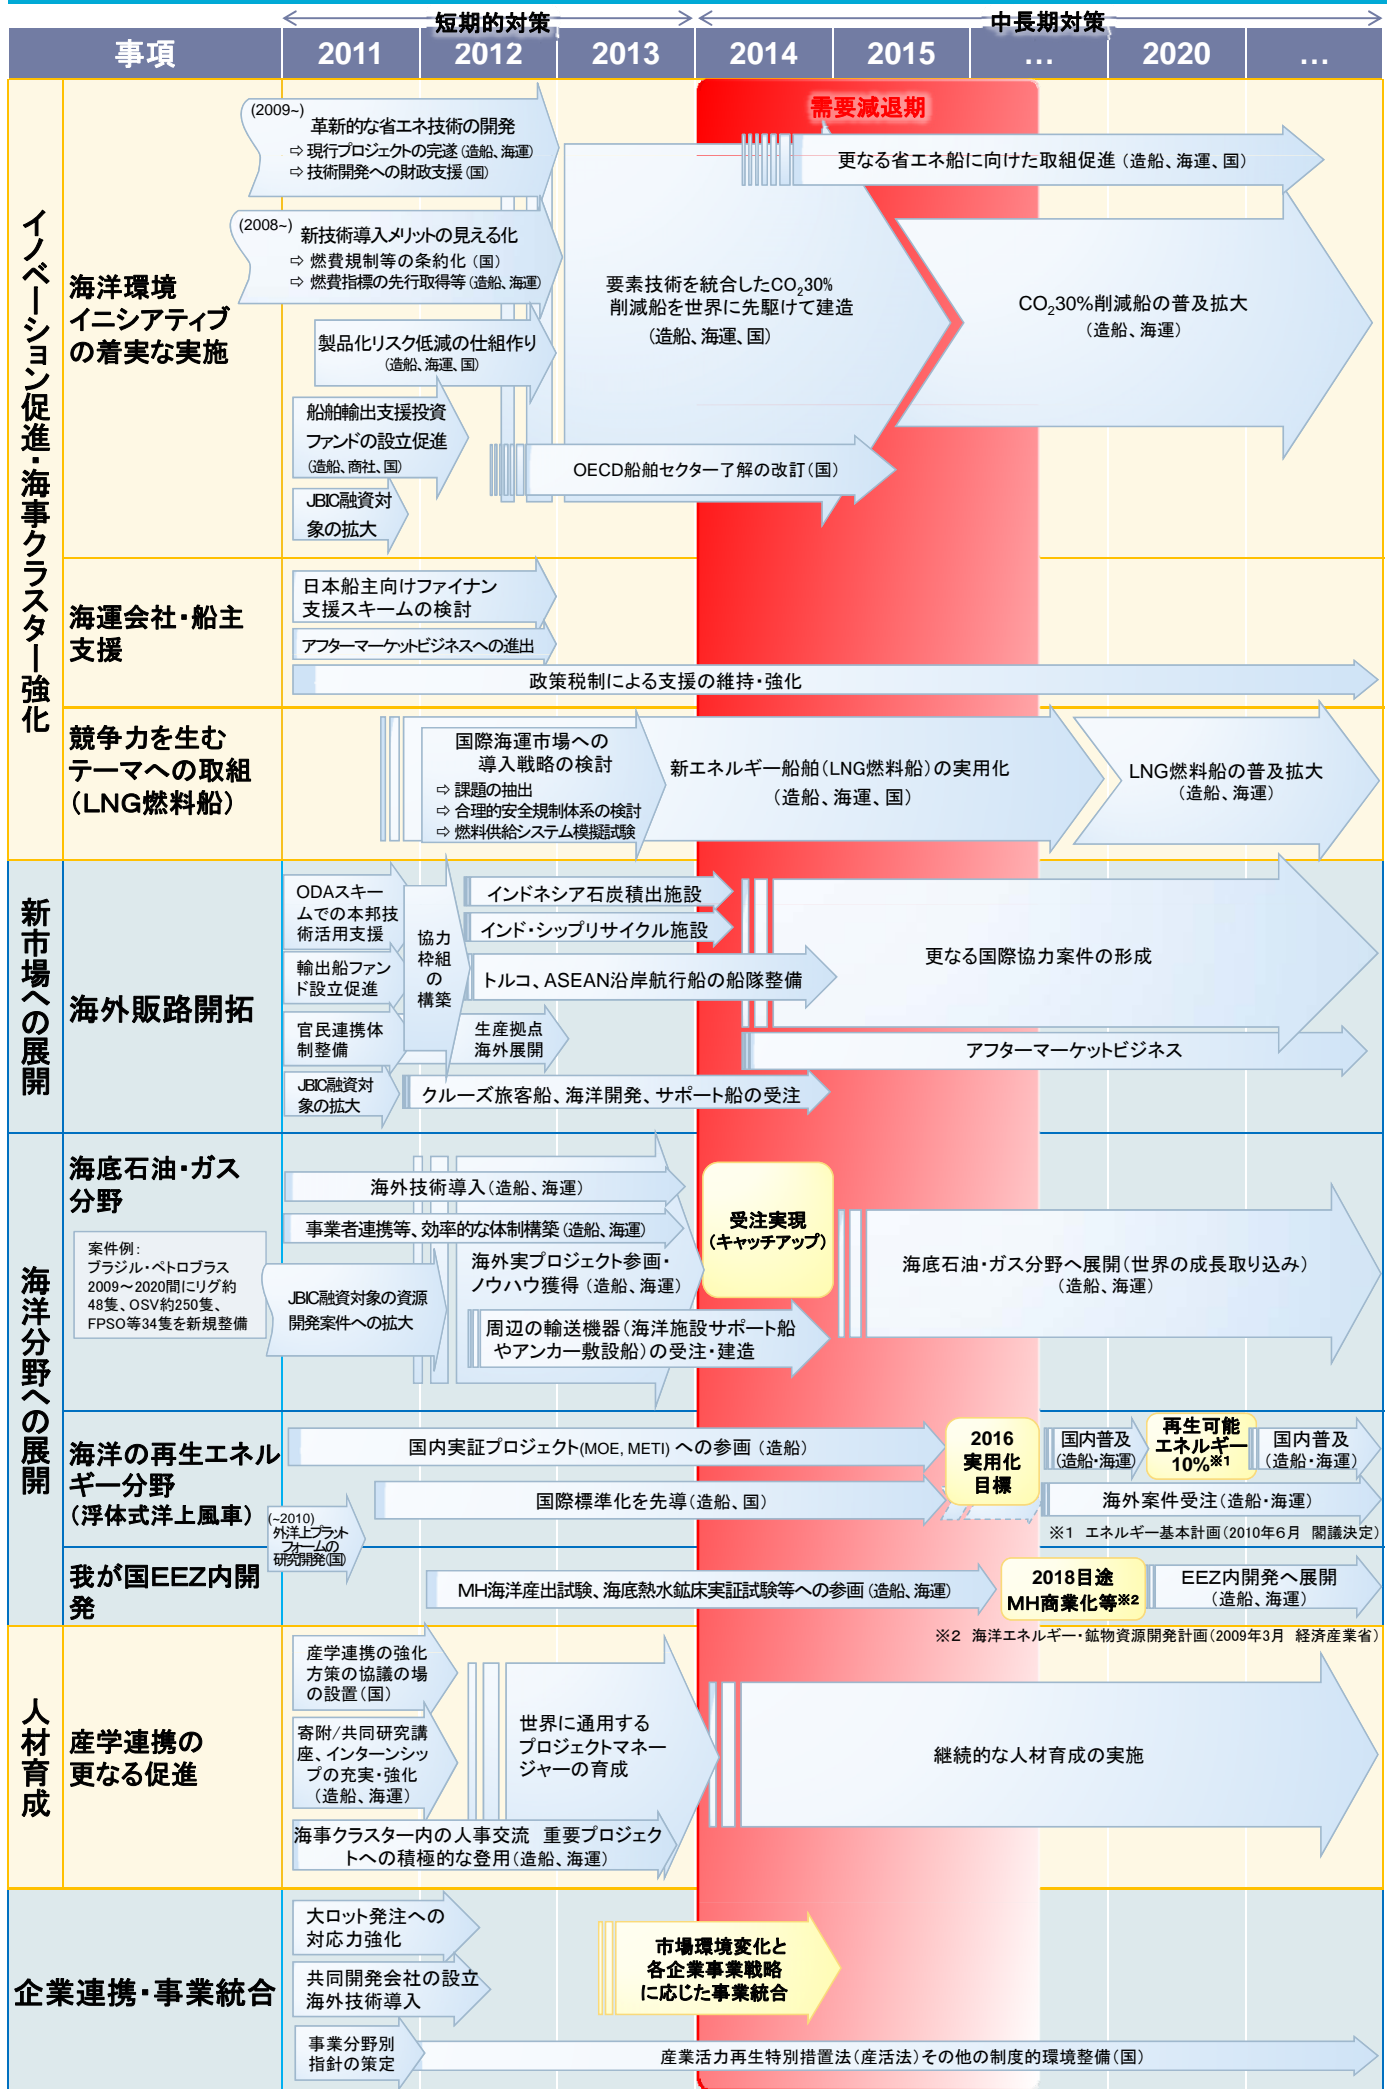 短期的対策
中長期対策
事項
2011
2012
2013
2014
2015
…
2020
…
需要減退期
イノベーション促進・海事クラスター強化
海洋環境
イニシアティブ
の着実な実施
(2009~)
革新的な省エネ技術の開発
⇨ 現行プロジェクトの完遂（造船、海運）
⇨ 技術開発への財政支援（国）
(2008~)
新技術導入メリットの見える化
⇨ 燃費規制等の条約化（国）
⇨ 燃費指標の先行取得等（造船、海運）
製品化リスク低減の仕組作り
（造船、海運、国）
船舶輸出支援投資
ファンドの設立促進
（造船、商社、国）
JBIC融資対
象の拡大
要素技術を統合したCO₂30%
削減船を世界に先駆けて建造
（造船、海運、国）
OECD船舶セクター了解の改訂（国）
更なる省エネ船に向けた取組促進（造船、海運、国）
CO₂30%削減船の普及拡大
（造船、海運）
海運会社・船主
支援
日本船主向けファイナン
支援スキームの検討
アフターマーケットビジネスへの進出
政策税制による支援の維持・強化
競争力を生む
テーマへの取組
（LNG燃料船）
国際海運市場への
導入戦略の検討
⇨ 課題の抽出
⇨ 合理的安全規制体系の検討
⇨ 燃料供給システム模擬試験
新エネルギー船舶（LNG燃料船）の実用化
（造船、海運、国）
LNG燃料船の普及拡大
（造船、海運）
新市場への展開
海外販路開拓
ODAスキー
ムでの本邦技
術活用支援
輸出船ファン
ド設立促進
官民連携体
制整備
JBIC融資対
象の拡大
協力
枠組
の
構築
インドネシア石炭積出施設
インド・シップリサイクル施設
トルコ、ASEAN沿岸航行船の船隊整備
生産拠点
海外展開
クルーズ旅客船、海洋開発、サポート船の受注
更なる国際協力案件の形成
アフターマーケットビジネス
海洋分野への展開
海底石油・ガス
分野
案件例：
ブラジル・ペトロブラス
2009～2020間にリグ約
48隻、OSV約250隻、
FPSO等34隻を新規整備
海外技術導入（造船、海運）
事業者連携等、効率的な体制構築（造船、海運）
JBIC融資対象の資源
開発案件への拡大
海外実プロジェクト参画・
ノウハウ獲得（造船、海運）
周辺の輸送機器（海洋施設サポート船
やアンカー敷設船）の受注・建造
受注実現
（キャッチアップ）
海底石油・ガス分野へ展開（世界の成長取り込み）
（造船、海運）
海洋の再生エネル
ギー分野
（浮体式洋上風車）
国内実証プロジェクト(MOE, METI) への参画（造船）
国際標準化を先導（造船、国）
(~2010)
外洋上プラット
フォームの
研究開発（国）
2016
実用化
目標
国内普及
（造船・海運）
再生可能
エネルギー
10%※1
国内普及
（造船・海運）
海外案件受注（造船・海運）
※1　エネルギー基本計画（2010年6月　閣議決定）
我が国EEZ内開
発
MH海洋産出試験、海底熱水鉱床実証試験等への参画（造船、海運）
2018目途
MH商業化等※2
EEZ内開発へ展開
（造船、海運）
※2　海洋エネルギー・鉱物資源開発計画（2009年3月　経済産業省）
人材育成
産学連携の
更なる促進
産学連携の強化
方策の協議の場
の設置（国）
寄附/共同研究講
座、インターンシッ
プの充実・強化
（造船、海運）
世界に通用する
プロジェクトマネー
ジャーの育成
海事クラスター内の人事交流　重要プロジェク
トへの積極的な登用（造船、海運）
継続的な人材育成の実施
企業連携・事業統合
大ロット発注への
対応力強化
共同開発会社の設立
海外技術導入
事業分野別
指針の策定
市場環境変化と
各企業事業戦略
に応じた事業統合
産業活力再生特別措置法（産活法）その他の制度的環境整備（国）